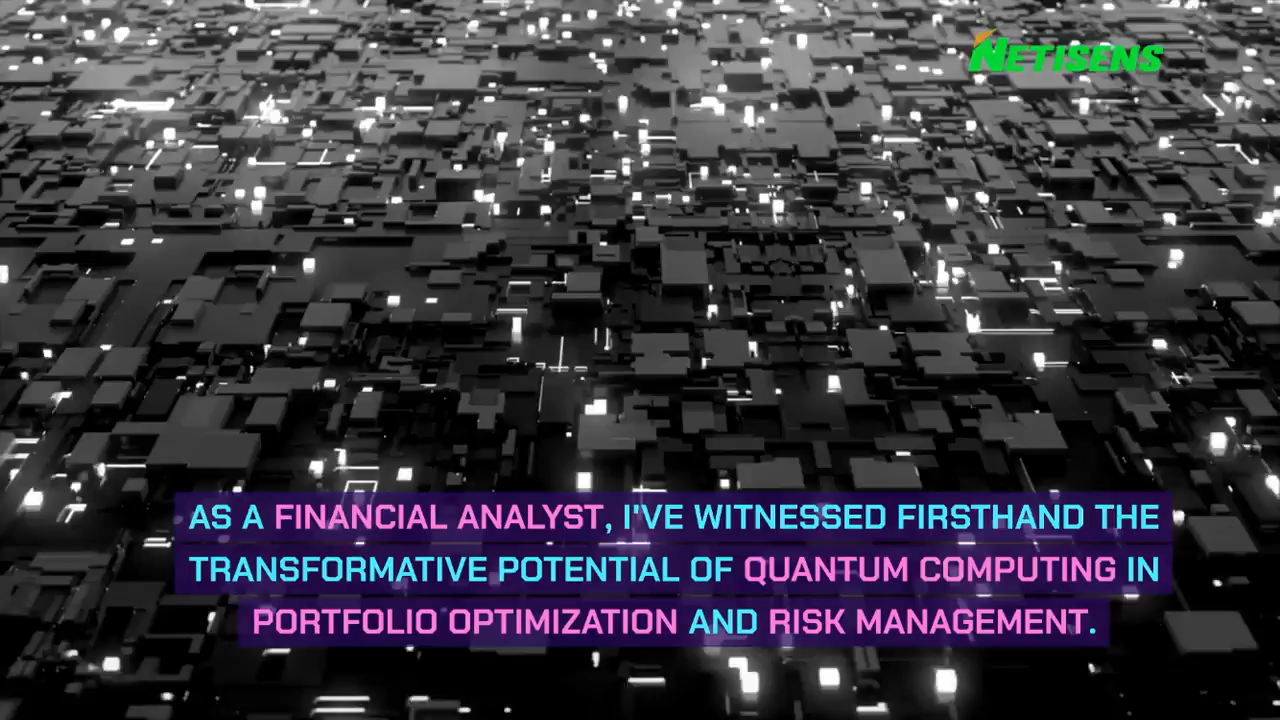 NETISENS
AS A FINANCIAL ANALYST, I'VE WITNESSED FIRSTHAND THE
TRANSFORMATIVE POTENTIAL OF QUANTUM COMPUTING IN
PORTFOLIO OPTIMIZATION AND RISK MANAGEMENT.